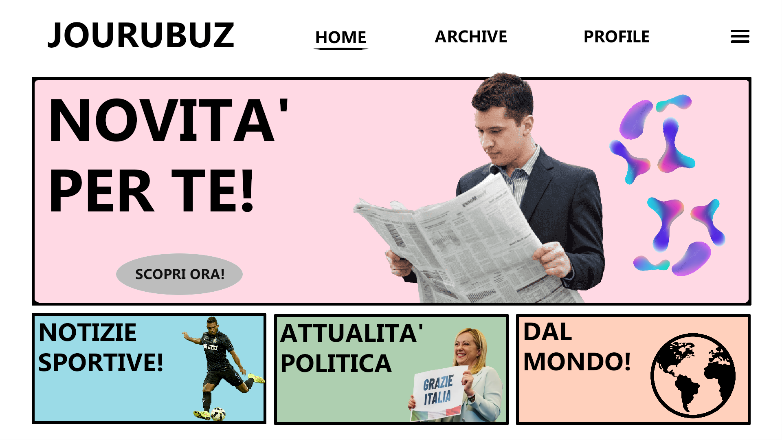 JOURUBUZ
HOME
ARCHIVE
PROFILE
NOVITA'
PER TE!
SCOPRI ORA!
NOTIZIE
SPORTIVE!
ATTUALITA'
POLITICA
GRAZIE
ITALIA
DAL
MONDO!